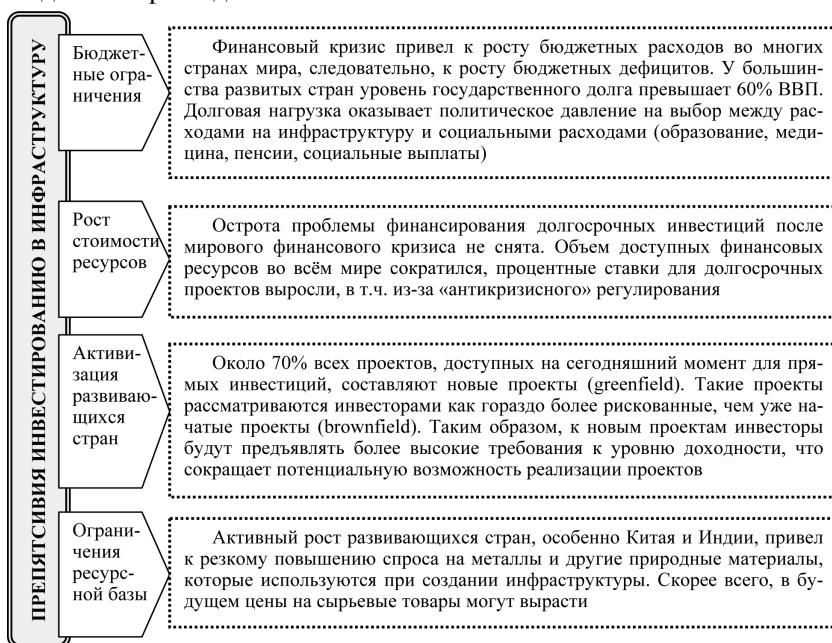 ПРЕПЯТСИВИЯ ИНВЕСТИРОВАНИЮ В ИНФРАСТРУКТУРУ
Бюджет-
ные огра-
ничения
Финансовый кризис привел к росту бюджетных расходов во многих
странах мира, следовательно, к росту бюджетных дефицитов. У большин-
ства развитых стран уровень государственного долга превышает 60% ВВП.
Долговая нагрузка оказывает политическое давление на выбор между рас-
ходами на инфраструктуру и социальными расходами (образование, меди-
цина, пенсии, социальные выплаты)
Рост
стоимости
ресурсов
Острота проблемы финансирования долгосрочных инвестиций после
мирового финансового кризиса не снята. Объем доступных финансовых
ресурсов во всём мире сократился, процентные ставки для долгосрочных
проектов выросли, в т.ч. из-за «антикризисного» регулирования
Активи-
зация
развиваю-
щихся
стран
Около 70% всех проектов, доступных на сегодняшний момент для пря-
мых инвестиций, составляют новые проекты (greenfield). Такие проекты
рассматриваются инвесторами как гораздо более рискованные, чем уже на-
чатые проекты (brownfield). Таким образом, к новым проектам инвесторы
будут предъявлять более высокие требования к уровню доходности, что
сокращает потенциальную возможность реализации проектов
Ограни-
чения
ресурс-
ной базы
Активный рост развивающихся стран, особенно Китая и Индии, привел
к резкому повышению спроса на металлы и другие природные материалы,
которые используются при создании инфраструктуры. Скорее всего, в бу-
дущем цены на сырьевые товары могут вырасти